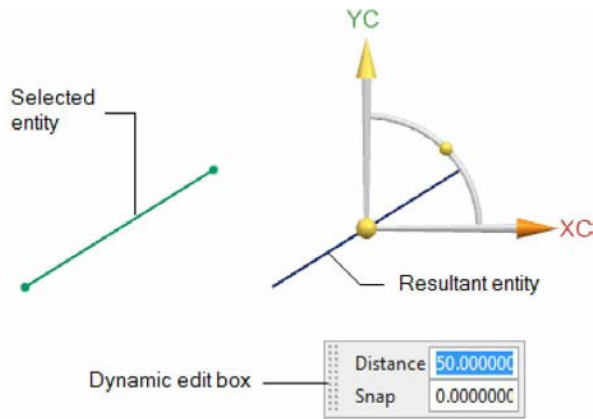 YC
Selected
entity
XC
Resultant entity
Distance 50.000000
Snap 0.0000000
Dynamic edit box